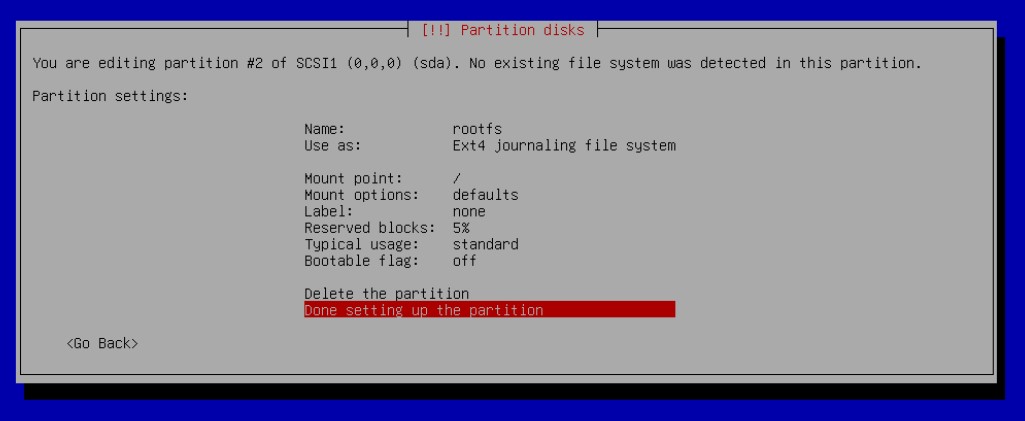 [!!] Partition disks
You are editing partition #2 of SCSI1 (0,0,0) (sda). No existing file system was detected in this partition.
Partition settings:
Name: rootfs
Use as: Ext4 journaling file system
Mount point: /
Mount options: defaults
Label: none
Reserved blocks: 5%
Typical usage: standard
Bootable flag: off
Delete the partition
Done setting up the partition
<Go Back>